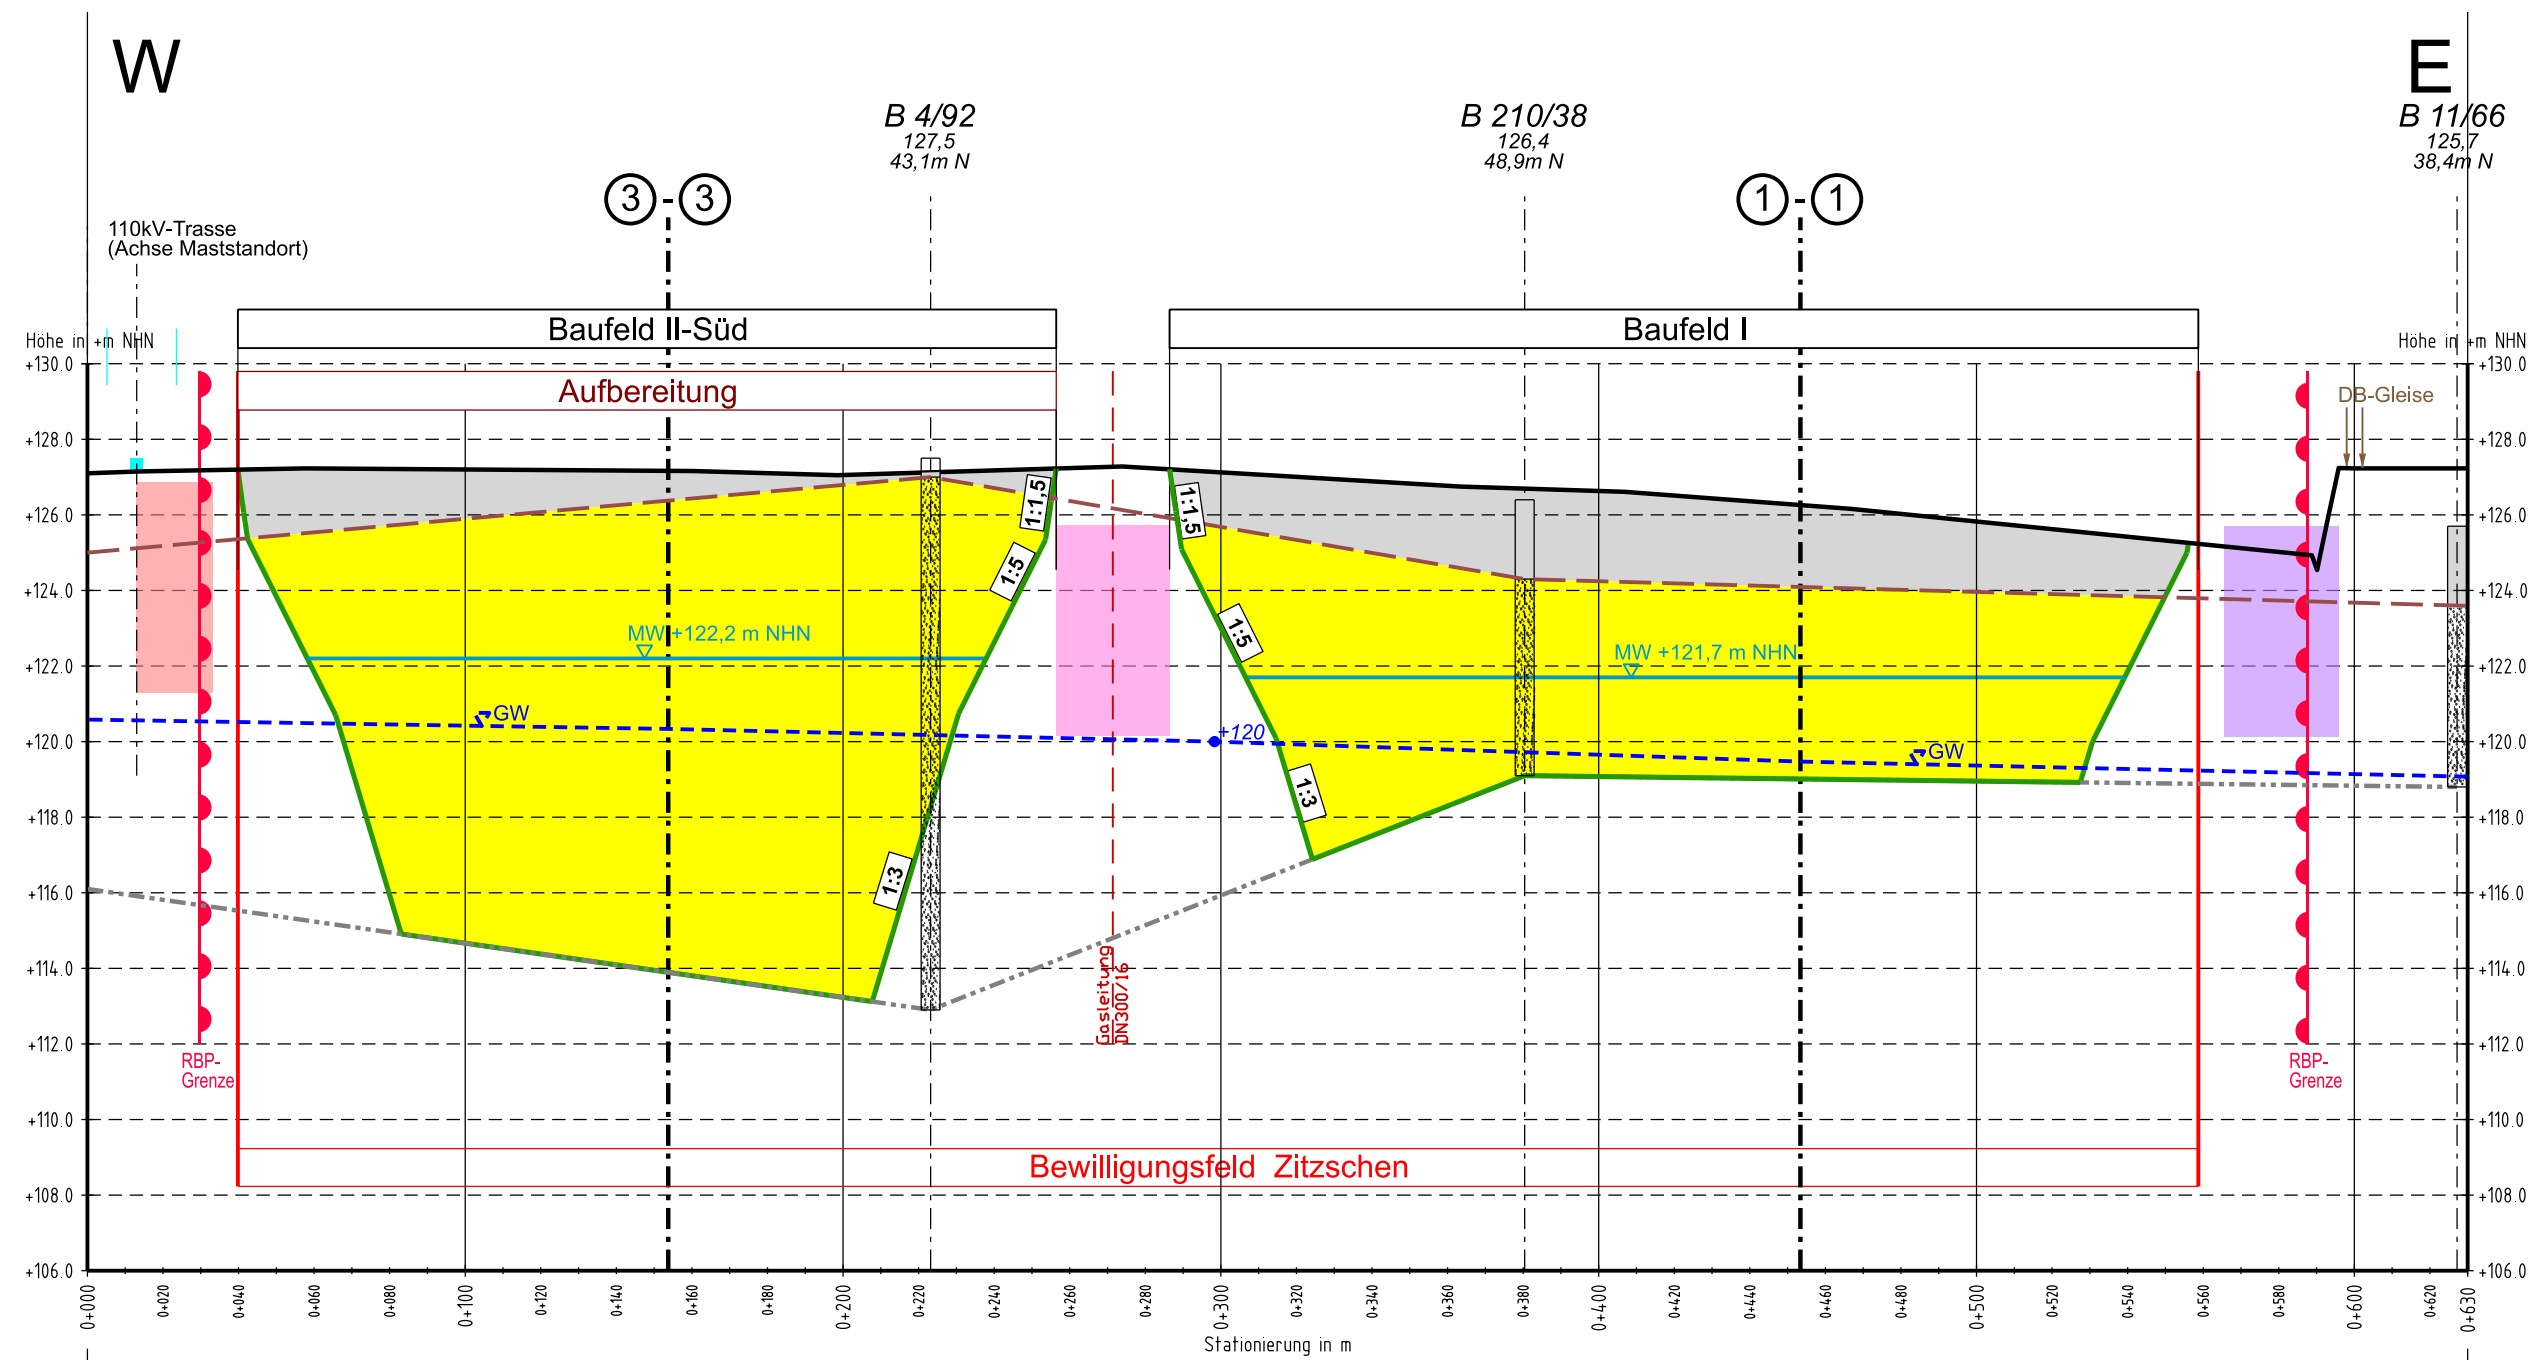 W
E
B 4/92
127,5
43,1m N
B 210/38
126,4
48,9m N
B 11/66
125,7
38,4m N
3 - 3
1 - 1
110kV-Trasse
(Achse Maststandort)
Baufeld II-Süd
Baufeld I
Höhe in +m NHN
Höhe in +m NHN
Aufbereitung
DB-Gleise
+130.0
+130.0
+128.0
+128.0
+126.0
+126.0
+124.0
+124.0
+122.0
+122.0
+120.0
+120.0
+118.0
+118.0
+116.0
+116.0
+114.0
+114.0
+112.0
+112.0
+110.0
+110.0
+108.0
+108.0
+106.0
+106.0
1:1,5
1:5
1:3
1:1,5
1:5
1:3
MW +122,2 m NHN
MW +121,7 m NHN
GW
+120
GW
Gasleitung
DN300/16
RBP-
Grenze
RBP-
Grenze
Bewilligungsfeld Zitzschen
0+000
0+020
0+040
0+060
0+080
0+100
0+120
0+140
0+160
0+180
0+200
0+220
0+240
0+260
0+280
0+300
0+320
0+340
0+360
0+380
0+400
0+420
0+440
0+460
0+480
0+500
0+520
0+540
0+560
0+580
0+600
0+620
0+630
Stationierung in m